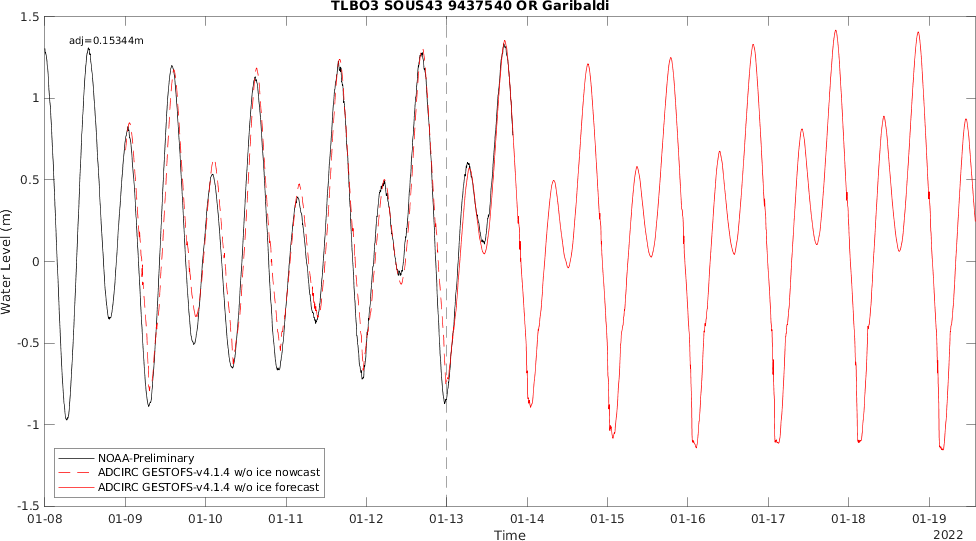 TLBO3 SOUS43 9437540 OR Garibaldi
adj=0.15344m
1.5
1
0.5
0
-0.5
-1
-1.5
Water Level (m)
NOAA-Preliminary
ADCIRC GESTOFS-v4.1.4 w/o ice nowcast
ADCIRC GESTOFS-v4.1.4 w/o ice forecast
01-08 01-09 01-10 01-11 01-12 01-13 01-14 01-15 01-16 01-17 01-18 01-19
Time
2022